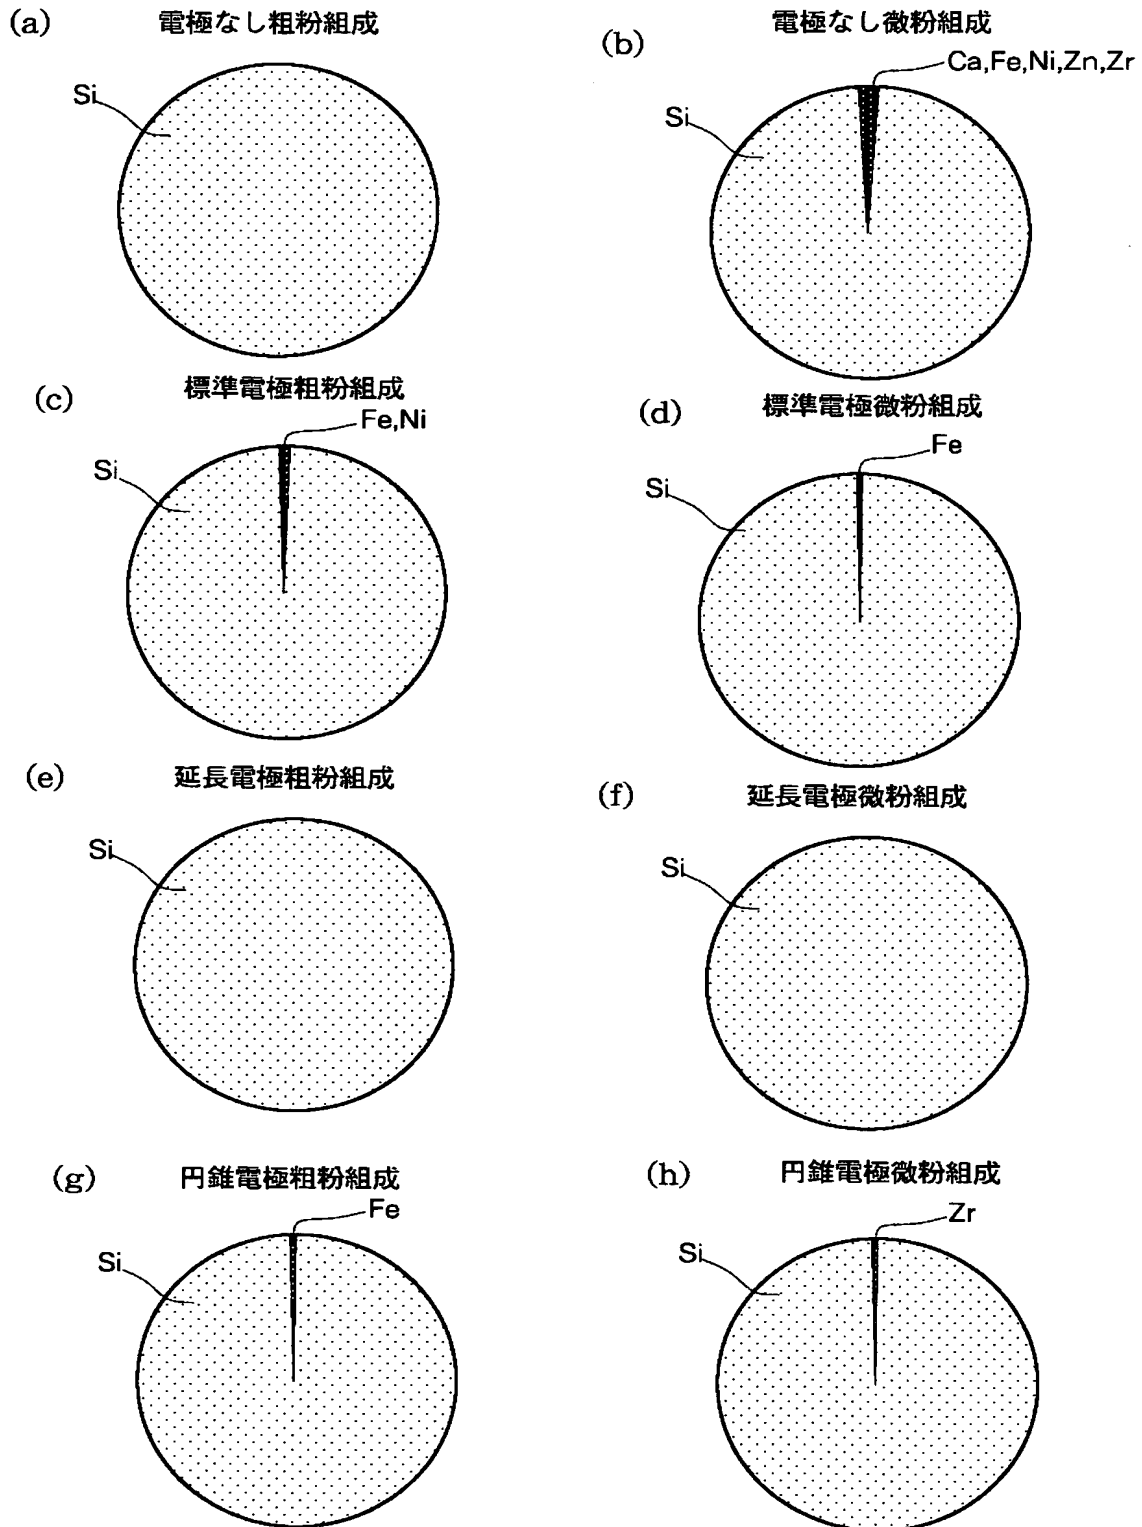 (a) 電極なし粗粉組成
Si
(b) 電極なし微粉組成
Ca,Fe,Ni,Zn,Zr
Si
(c) 標準電極粗粉組成
Fe,Ni
Si
(d) 標準電極微粉組成
Fe
Si
(e) 延長電極粗粉組成
Si
(f) 延長電極微粉組成
Si
(g) 円錐電極粗粉組成
Fe
Si
(h) 円錐電極微粉組成
Zr
Si